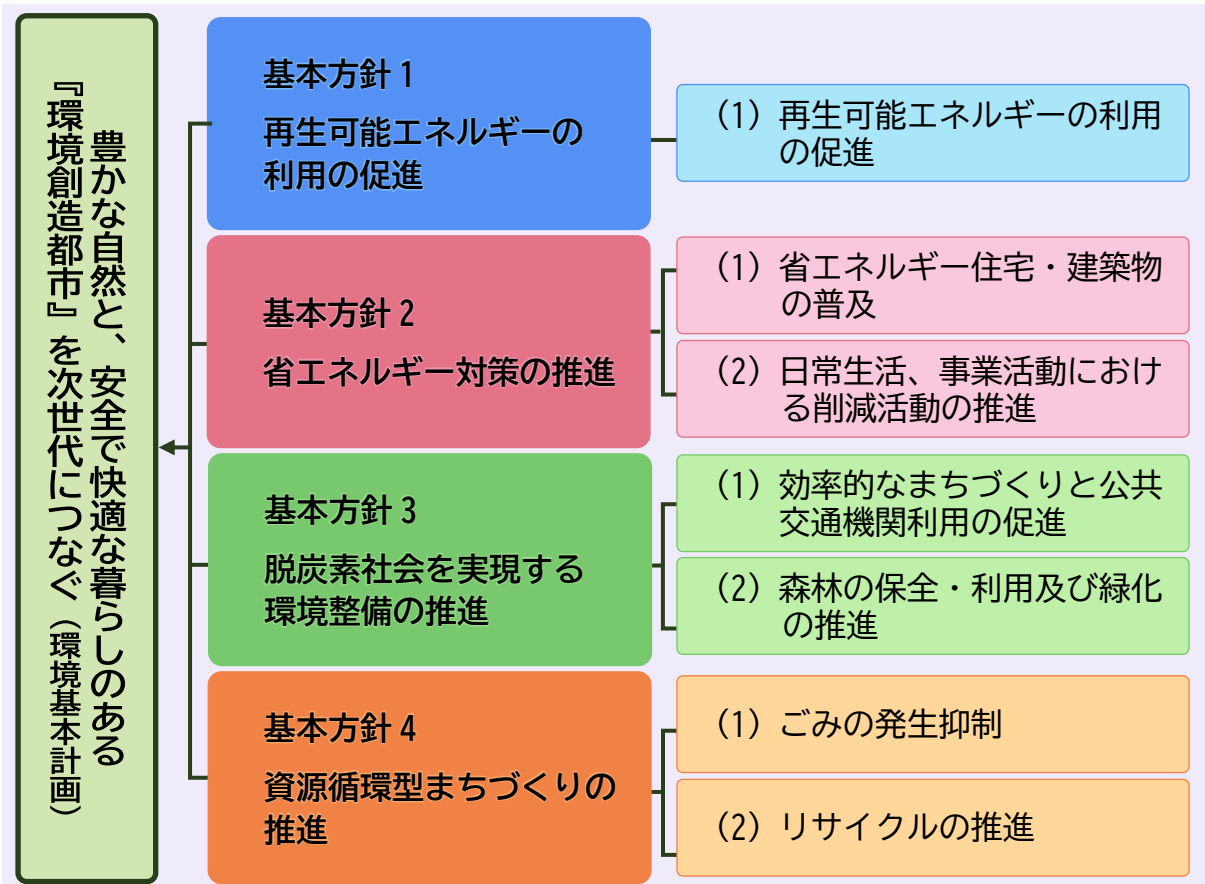 豊かな自然と、安全で快適な暮らしのある
『環境創造都市』を次世代につなぐ（環境基本計画）
基本方針1
再生可能エネルギーの
利用の促進
(1) 再生可能エネルギーの利用
の促進
基本方針2
省エネルギー対策の推進
(1) 省エネルギー住宅・建築物
の普及
(2) 日常生活、事業活動におけ
る削減活動の推進
基本方針3
脱炭素社会を実現する
環境整備の推進
(1) 効率的なまちづくりと公共
交通機関利用の促進
(2) 森林の保全・利用及び緑化
の推進
基本方針4
資源循環型まちづくりの
推進
(1) ごみの発生抑制
(2) リサイクルの推進